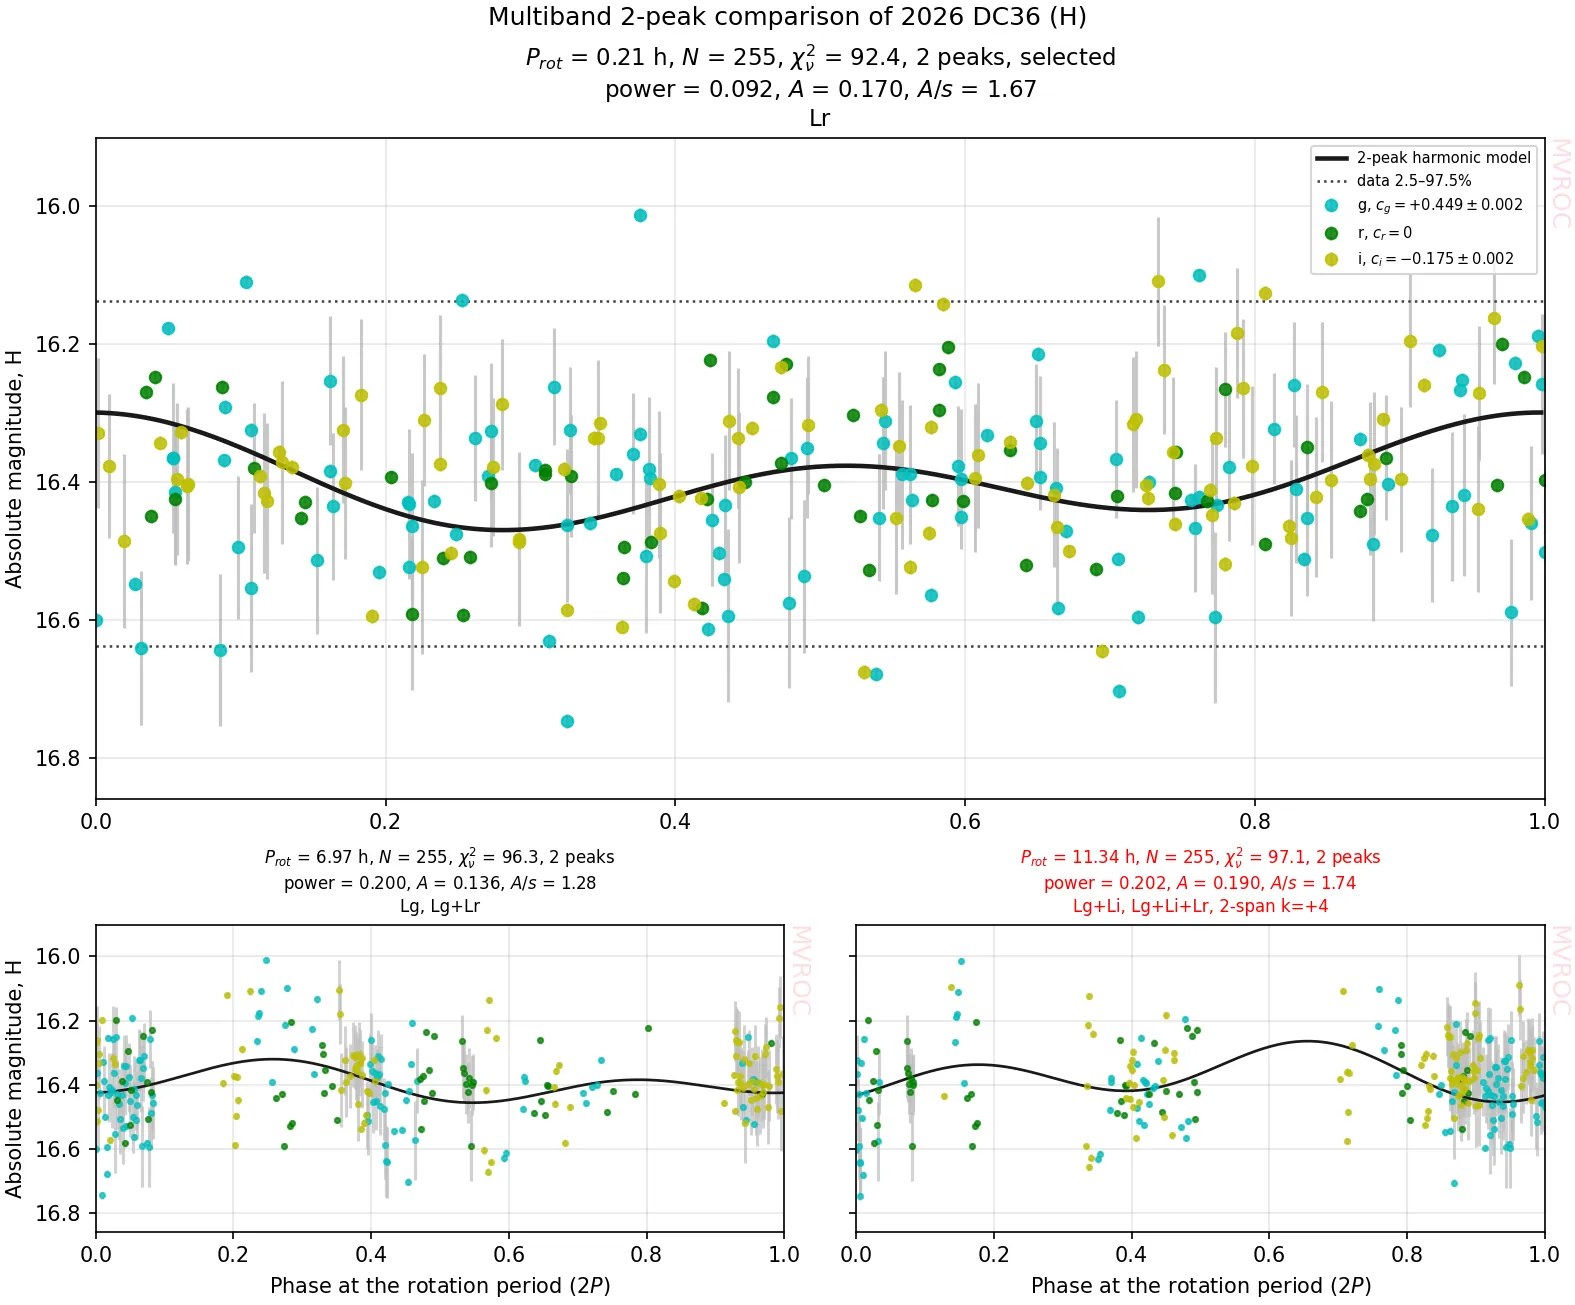 Multiband 2-peak comparison of 2026 DC36 (H)
P_rot = 0.21 h, N = 255, χ²_ν = 92.4, 2 peaks, selected
power = 0.092, A = 0.170, A/s = 1.67
Lr
MVROC
2-peak harmonic model
data 2.5–97.5%
g, c_g = +0.449 ± 0.002
r, c_r = 0
i, c_i = −0.175 ± 0.002
Absolute magnitude, H
16.0
16.2
16.4
16.6
16.8
0.0 0.2 0.4 0.6 0.8 1.0
P_rot = 6.97 h, N = 255, χ²_ν = 96.3, 2 peaks
power = 0.200, A = 0.136, A/s = 1.28
Lg, Lg+Lr
MVROC
Absolute magnitude, H
16.0
16.2
16.4
16.6
16.8
0.0 0.2 0.4 0.6 0.8 1.0
Phase at the rotation period (2P)
P_rot = 11.34 h, N = 255, χ²_ν = 97.1, 2 peaks
power = 0.202, A = 0.190, A/s = 1.74
Lg+Li, Lg+Li+Lr, 2-span k=+4
MVROC
0.0 0.2 0.4 0.6 0.8 1.0
Phase at the rotation period (2P)